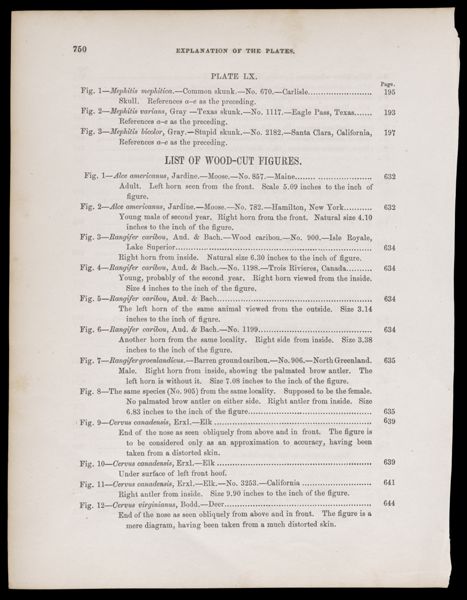 750
EXPLANATION OF THE PLATES.
PLATE LX.
Page.
Fig. 1—Mephitis mephitica.—Common skunk.—No. 670.—Carlisle......................... 195
Skull. References a–e as the preceding.
Fig. 2—Mephitis varians, Gray —Texas skunk.—No. 1117.—Eagle Pass, Texas....... 193
References a–e as the preceding.
Fig. 3—Mephitis bicolor, Gray.—Stupid skunk.—No. 2182.—Santa Clara, California, 197
References a–e as the preceding.
LIST OF WOOD-CUT FIGURES.
Fig. 1—Alce americanus, Jardine.—Moose.—No. 857.—Maine........ ..................... 632
Adult. Left horn seen from the front. Scale 5.09 inches to the inch of
figure.
Fig. 2—Alce americanus, Jardine.—Moose.—No. 782.—Hamilton, New York........... 632
Young male of second year. Right horn from the front. Natural size 4.10
inches to the inch of figure.
Fig. 3—Rangifer caribou, Aud. & Bach.—Wood caribou.—No. 900.—Isle Royale,
Lake Superior............................................................................ 634
Right horn from inside. Natural size 6.30 inches to the inch of figure.
Fig. 4—Rangifer caribou, Aud. & Bach.—No. 1198.—Trois Rivieres, Canada.......... 634
Young, probably of the second year. Right horn viewed from the inside.
Size 4 inches to the inch of figure.
Fig. 5—Rangifer caribou, Aud. & Bach............................................................ 634
The left horn of the same animal viewed from the outside. Size 3.14
inches to the inch of figure.
Fig. 6—Rangifer caribou, Aud. & Bach.—No. 1199............................................ 634
Another horn from the same locality. Right side from inside. Size 3.38
inches to the inch of figure.
Fig. 7—Rangifer groenlandicus.—Barren ground caribou.—No. 906.—North Greenland. 635
Male. Right horn from inside, showing the palmated brow antler. The
left horn is without it. Size 7.08 inches to the inch of figure.
Fig. 8—The same species (No. 905) from the same locality. Supposed to be the female.
No palmated brow antler on either side. Right antler from inside. Size
6.83 inches to the inch of figure................................................ 635
Fig. 9—Cervus canadensis, Erxl.—Elk ............................................................. 639
End of the nose as seen obliquely from above and in front. The figure is
to be considered only as an approximation to accuracy, having been
taken from a distorted skin.
Fig. 10—Cervus canadensis, Erxl.—Elk ............................................................ 639
Under surface of left front hoof.
Fig. 11—Cervus canadensis, Erxl.—Elk.—No. 3253.—California ........................... 641
Right antler from inside. Size 9.90 inches to the inch of figure.
Fig. 12—Cervus virginianus, Bodd.—Deer......................................................... 644
End of the nose as seen obliquely from above and in front. The figure is a
mere diagram, having been taken from a much distorted skin.